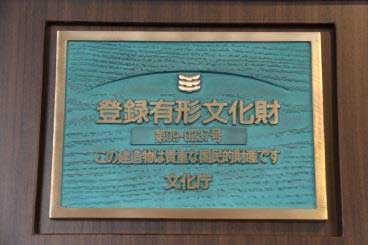 登録有形文化財
第09-0237号
この建造物は貴重な国民的財産です
文化庁